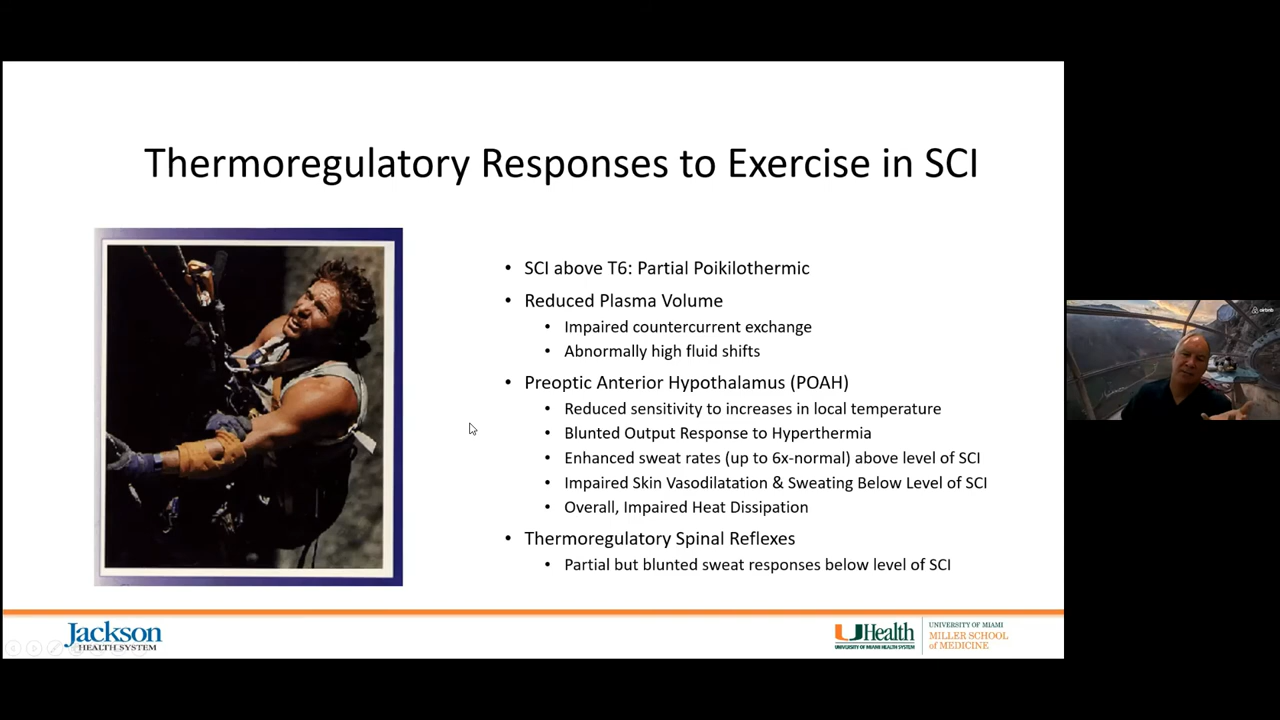 Thermoregulatory Responses to Exercise in SCI
• SCI above T6: Partial Poikilothermic
• Reduced Plasma Volume
• Impaired countercurrent exchange
• Abnormally high fluid shifts
• Preoptic Anterior Hypothalamus (POAH)
• Reduced sensitivity to increases in local temperature
• Blunted Output Response to Hyperthermia
• Enhanced sweat rates (up to 6x-normal) above level of SCI
• Impaired Skin Vasodilatation & Sweating Below Level of SCI
• Overall, Impaired Heat Dissipation
• Thermoregulatory Spinal Reflexes
• Partial but blunted sweat responses below level of SCI
Jackson
HEALTH SYSTEM
UHealth
UNIVERSITY OF MIAMI HEALTH SYSTEM
UNIVERSITY OF MIAMI
MILLER SCHOOL
of MEDICINE
airbnb